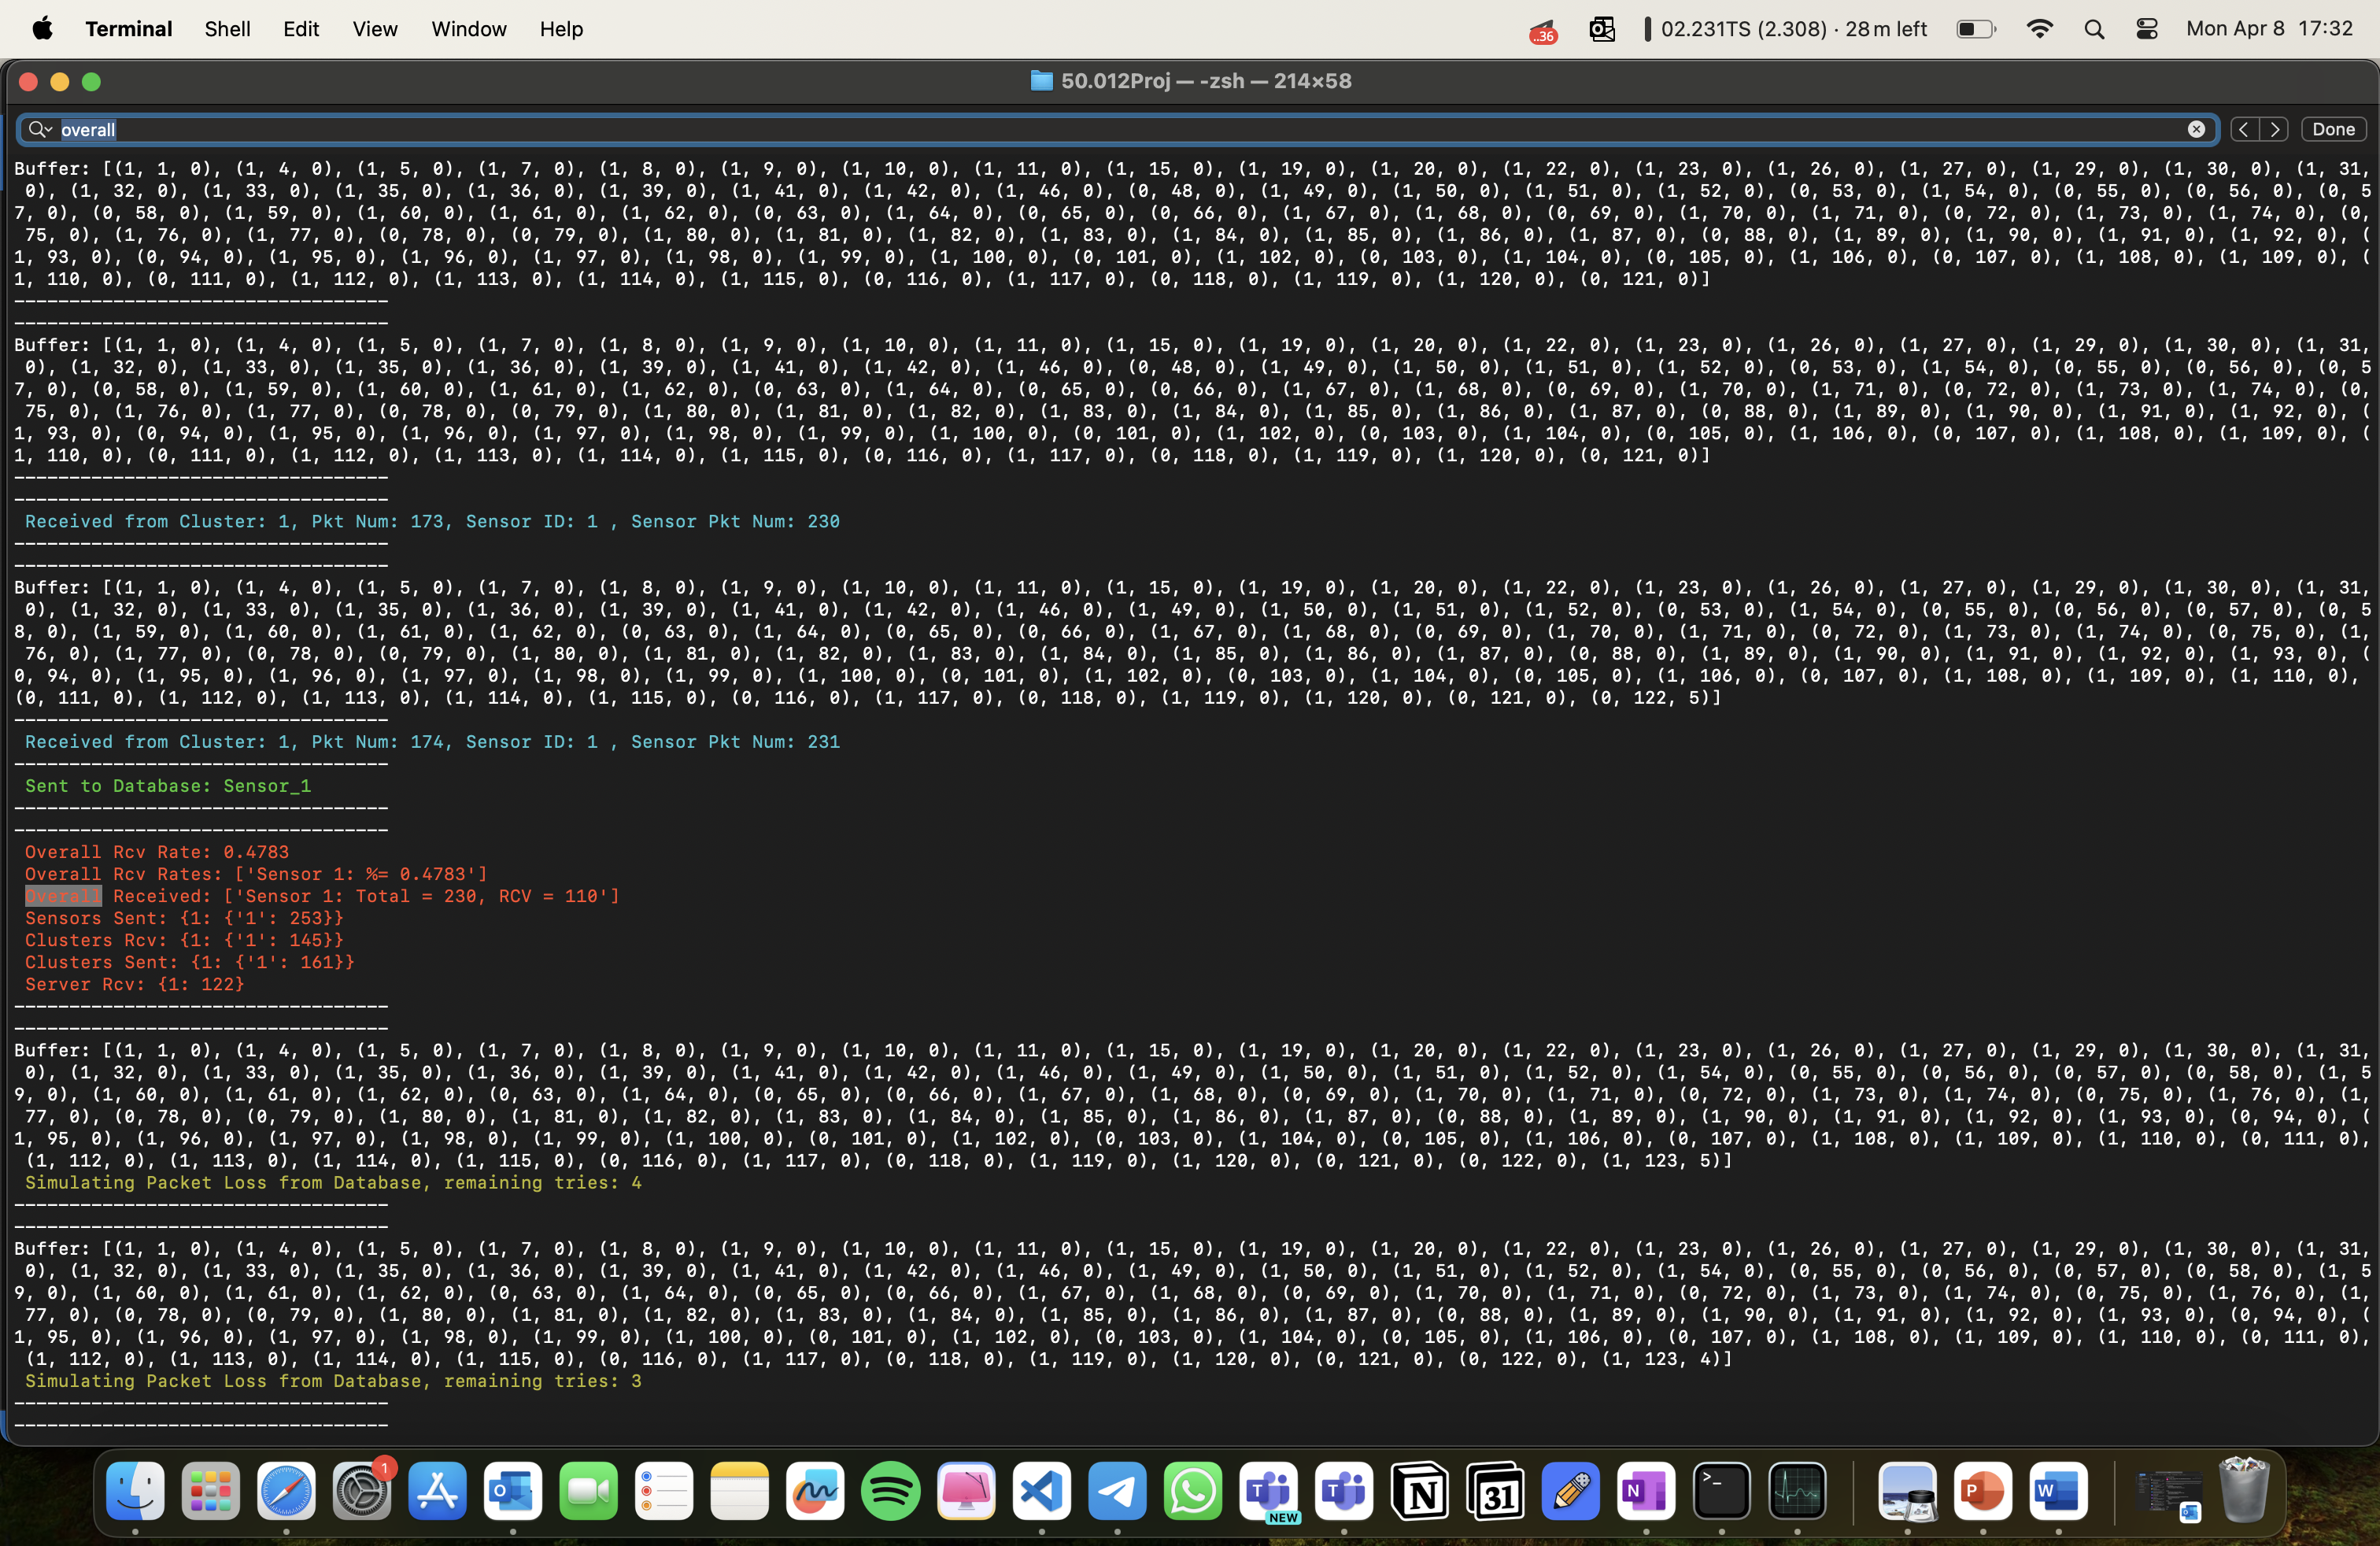 Terminal Shell Edit View Window Help ..36 02.231TS (2.308) · 28 m left Mon Apr 8 17:32
50.012Proj — -zsh — 214×58
overall Done
Buffer: [(1, 1, 0), (1, 4, 0), (1, 5, 0), (1, 7, 0), (1, 8, 0), (1, 9, 0), (1, 10, 0), (1, 11, 0), (1, 15, 0), (1, 19, 0), (1, 20, 0), (1, 22, 0), (1, 23, 0), (1, 26, 0), (1, 27, 0), (1, 29, 0), (1, 30, 0), (1, 31,
0), (1, 32, 0), (1, 33, 0), (1, 35, 0), (1, 36, 0), (1, 39, 0), (1, 41, 0), (1, 42, 0), (1, 46, 0), (0, 48, 0), (1, 49, 0), (1, 50, 0), (1, 51, 0), (1, 52, 0), (0, 53, 0), (1, 54, 0), (0, 55, 0), (0, 56, 0), (0, 5
7, 0), (0, 58, 0), (1, 59, 0), (1, 60, 0), (1, 61, 0), (1, 62, 0), (0, 63, 0), (1, 64, 0), (0, 65, 0), (0, 66, 0), (1, 67, 0), (1, 68, 0), (0, 69, 0), (1, 70, 0), (1, 71, 0), (0, 72, 0), (1, 73, 0), (1, 74, 0), (0,
75, 0), (1, 76, 0), (1, 77, 0), (0, 78, 0), (0, 79, 0), (1, 80, 0), (1, 81, 0), (1, 82, 0), (1, 83, 0), (1, 84, 0), (1, 85, 0), (1, 86, 0), (1, 87, 0), (0, 88, 0), (1, 89, 0), (1, 90, 0), (1, 91, 0), (1, 92, 0), (
1, 93, 0), (0, 94, 0), (1, 95, 0), (1, 96, 0), (1, 97, 0), (1, 98, 0), (1, 99, 0), (1, 100, 0), (0, 101, 0), (1, 102, 0), (0, 103, 0), (1, 104, 0), (0, 105, 0), (1, 106, 0), (0, 107, 0), (1, 108, 0), (1, 109, 0), (
1, 110, 0), (0, 111, 0), (1, 112, 0), (1, 113, 0), (1, 114, 0), (1, 115, 0), (0, 116, 0), (1, 117, 0), (0, 118, 0), (1, 119, 0), (1, 120, 0), (0, 121, 0)]
----------------------------------
----------------------------------
Buffer: [(1, 1, 0), (1, 4, 0), (1, 5, 0), (1, 7, 0), (1, 8, 0), (1, 9, 0), (1, 10, 0), (1, 11, 0), (1, 15, 0), (1, 19, 0), (1, 20, 0), (1, 22, 0), (1, 23, 0), (1, 26, 0), (1, 27, 0), (1, 29, 0), (1, 30, 0), (1, 31,
0), (1, 32, 0), (1, 33, 0), (1, 35, 0), (1, 36, 0), (1, 39, 0), (1, 41, 0), (1, 42, 0), (1, 46, 0), (0, 48, 0), (1, 49, 0), (1, 50, 0), (1, 51, 0), (1, 52, 0), (0, 53, 0), (1, 54, 0), (0, 55, 0), (0, 56, 0), (0, 5
7, 0), (0, 58, 0), (1, 59, 0), (1, 60, 0), (1, 61, 0), (1, 62, 0), (0, 63, 0), (1, 64, 0), (0, 65, 0), (0, 66, 0), (1, 67, 0), (1, 68, 0), (0, 69, 0), (1, 70, 0), (1, 71, 0), (0, 72, 0), (1, 73, 0), (1, 74, 0), (0,
75, 0), (1, 76, 0), (1, 77, 0), (0, 78, 0), (0, 79, 0), (1, 80, 0), (1, 81, 0), (1, 82, 0), (1, 83, 0), (1, 84, 0), (1, 85, 0), (1, 86, 0), (1, 87, 0), (0, 88, 0), (1, 89, 0), (1, 90, 0), (1, 91, 0), (1, 92, 0), (
1, 93, 0), (0, 94, 0), (1, 95, 0), (1, 96, 0), (1, 97, 0), (1, 98, 0), (1, 99, 0), (1, 100, 0), (0, 101, 0), (1, 102, 0), (0, 103, 0), (1, 104, 0), (0, 105, 0), (1, 106, 0), (0, 107, 0), (1, 108, 0), (1, 109, 0), (
1, 110, 0), (0, 111, 0), (1, 112, 0), (1, 113, 0), (1, 114, 0), (1, 115, 0), (0, 116, 0), (1, 117, 0), (0, 118, 0), (1, 119, 0), (1, 120, 0), (0, 121, 0)]
----------------------------------
----------------------------------
Received from Cluster: 1, Pkt Num: 173, Sensor ID: 1 , Sensor Pkt Num: 230
----------------------------------
----------------------------------
Buffer: [(1, 1, 0), (1, 4, 0), (1, 5, 0), (1, 7, 0), (1, 8, 0), (1, 9, 0), (1, 10, 0), (1, 11, 0), (1, 15, 0), (1, 19, 0), (1, 20, 0), (1, 22, 0), (1, 23, 0), (1, 26, 0), (1, 27, 0), (1, 29, 0), (1, 30, 0), (1, 31,
0), (1, 32, 0), (1, 33, 0), (1, 35, 0), (1, 36, 0), (1, 39, 0), (1, 41, 0), (1, 42, 0), (1, 46, 0), (1, 49, 0), (1, 50, 0), (1, 51, 0), (1, 52, 0), (0, 53, 0), (1, 54, 0), (0, 55, 0), (0, 56, 0), (0, 57, 0), (0, 5
8, 0), (1, 59, 0), (1, 60, 0), (1, 61, 0), (1, 62, 0), (0, 63, 0), (1, 64, 0), (0, 65, 0), (0, 66, 0), (1, 67, 0), (1, 68, 0), (0, 69, 0), (1, 70, 0), (1, 71, 0), (0, 72, 0), (1, 73, 0), (1, 74, 0), (0, 75, 0), (1,
76, 0), (1, 77, 0), (0, 78, 0), (0, 79, 0), (1, 80, 0), (1, 81, 0), (1, 82, 0), (1, 83, 0), (1, 84, 0), (1, 85, 0), (1, 86, 0), (1, 87, 0), (0, 88, 0), (1, 89, 0), (1, 90, 0), (1, 91, 0), (1, 92, 0), (1, 93, 0), (
0, 94, 0), (1, 95, 0), (1, 96, 0), (1, 97, 0), (1, 98, 0), (1, 99, 0), (1, 100, 0), (0, 101, 0), (1, 102, 0), (0, 103, 0), (1, 104, 0), (0, 105, 0), (1, 106, 0), (0, 107, 0), (1, 108, 0), (1, 109, 0), (1, 110, 0),
(0, 111, 0), (1, 112, 0), (1, 113, 0), (1, 114, 0), (1, 115, 0), (0, 116, 0), (1, 117, 0), (0, 118, 0), (1, 119, 0), (1, 120, 0), (0, 121, 0), (0, 122, 5)]
----------------------------------
Received from Cluster: 1, Pkt Num: 174, Sensor ID: 1 , Sensor Pkt Num: 231
----------------------------------
Sent to Database: Sensor_1
----------------------------------
----------------------------------
Overall Rcv Rate: 0.4783
Overall Rcv Rates: ['Sensor 1: %= 0.4783']
Overall Received: ['Sensor 1: Total = 230, RCV = 110']
Sensors Sent: {1: {'1': 253}}
Clusters Rcv: {1: {'1': 145}}
Clusters Sent: {1: {'1': 161}}
Server Rcv: {1: 122}
----------------------------------
----------------------------------
Buffer: [(1, 1, 0), (1, 4, 0), (1, 5, 0), (1, 7, 0), (1, 8, 0), (1, 9, 0), (1, 10, 0), (1, 11, 0), (1, 15, 0), (1, 19, 0), (1, 20, 0), (1, 22, 0), (1, 23, 0), (1, 26, 0), (1, 27, 0), (1, 29, 0), (1, 30, 0), (1, 31,
0), (1, 32, 0), (1, 33, 0), (1, 35, 0), (1, 36, 0), (1, 39, 0), (1, 41, 0), (1, 42, 0), (1, 46, 0), (1, 49, 0), (1, 50, 0), (1, 51, 0), (1, 52, 0), (1, 54, 0), (0, 55, 0), (0, 56, 0), (0, 57, 0), (0, 58, 0), (1, 5
9, 0), (1, 60, 0), (1, 61, 0), (1, 62, 0), (0, 63, 0), (1, 64, 0), (0, 65, 0), (0, 66, 0), (1, 67, 0), (1, 68, 0), (0, 69, 0), (1, 70, 0), (1, 71, 0), (0, 72, 0), (1, 73, 0), (1, 74, 0), (0, 75, 0), (1, 76, 0), (1,
77, 0), (0, 78, 0), (0, 79, 0), (1, 80, 0), (1, 81, 0), (1, 82, 0), (1, 83, 0), (1, 84, 0), (1, 85, 0), (1, 86, 0), (1, 87, 0), (0, 88, 0), (1, 89, 0), (1, 90, 0), (1, 91, 0), (1, 92, 0), (1, 93, 0), (0, 94, 0), (
1, 95, 0), (1, 96, 0), (1, 97, 0), (1, 98, 0), (1, 99, 0), (1, 100, 0), (0, 101, 0), (1, 102, 0), (0, 103, 0), (1, 104, 0), (0, 105, 0), (1, 106, 0), (0, 107, 0), (1, 108, 0), (1, 109, 0), (1, 110, 0), (0, 111, 0),
(1, 112, 0), (1, 113, 0), (1, 114, 0), (1, 115, 0), (0, 116, 0), (1, 117, 0), (0, 118, 0), (1, 119, 0), (1, 120, 0), (0, 121, 0), (0, 122, 0), (1, 123, 5)]
Simulating Packet Loss from Database, remaining tries: 4
----------------------------------
----------------------------------
Buffer: [(1, 1, 0), (1, 4, 0), (1, 5, 0), (1, 7, 0), (1, 8, 0), (1, 9, 0), (1, 10, 0), (1, 11, 0), (1, 15, 0), (1, 19, 0), (1, 20, 0), (1, 22, 0), (1, 23, 0), (1, 26, 0), (1, 27, 0), (1, 29, 0), (1, 30, 0), (1, 31,
0), (1, 32, 0), (1, 33, 0), (1, 35, 0), (1, 36, 0), (1, 39, 0), (1, 41, 0), (1, 42, 0), (1, 46, 0), (1, 49, 0), (1, 50, 0), (1, 51, 0), (1, 52, 0), (1, 54, 0), (0, 55, 0), (0, 56, 0), (0, 57, 0), (0, 58, 0), (1, 5
9, 0), (1, 60, 0), (1, 61, 0), (1, 62, 0), (0, 63, 0), (1, 64, 0), (0, 65, 0), (0, 66, 0), (1, 67, 0), (1, 68, 0), (0, 69, 0), (1, 70, 0), (1, 71, 0), (0, 72, 0), (1, 73, 0), (1, 74, 0), (0, 75, 0), (1, 76, 0), (1,
77, 0), (0, 78, 0), (0, 79, 0), (1, 80, 0), (1, 81, 0), (1, 82, 0), (1, 83, 0), (1, 84, 0), (1, 85, 0), (1, 86, 0), (1, 87, 0), (0, 88, 0), (1, 89, 0), (1, 90, 0), (1, 91, 0), (1, 92, 0), (1, 93, 0), (0, 94, 0), (
1, 95, 0), (1, 96, 0), (1, 97, 0), (1, 98, 0), (1, 99, 0), (1, 100, 0), (0, 101, 0), (1, 102, 0), (0, 103, 0), (1, 104, 0), (0, 105, 0), (1, 106, 0), (0, 107, 0), (1, 108, 0), (1, 109, 0), (1, 110, 0), (0, 111, 0),
(1, 112, 0), (1, 113, 0), (1, 114, 0), (1, 115, 0), (0, 116, 0), (1, 117, 0), (0, 118, 0), (1, 119, 0), (1, 120, 0), (0, 121, 0), (0, 122, 0), (1, 123, 4)]
Simulating Packet Loss from Database, remaining tries: 3
----------------------------------
----------------------------------
1 O T NEW T N 31 N >_ P W